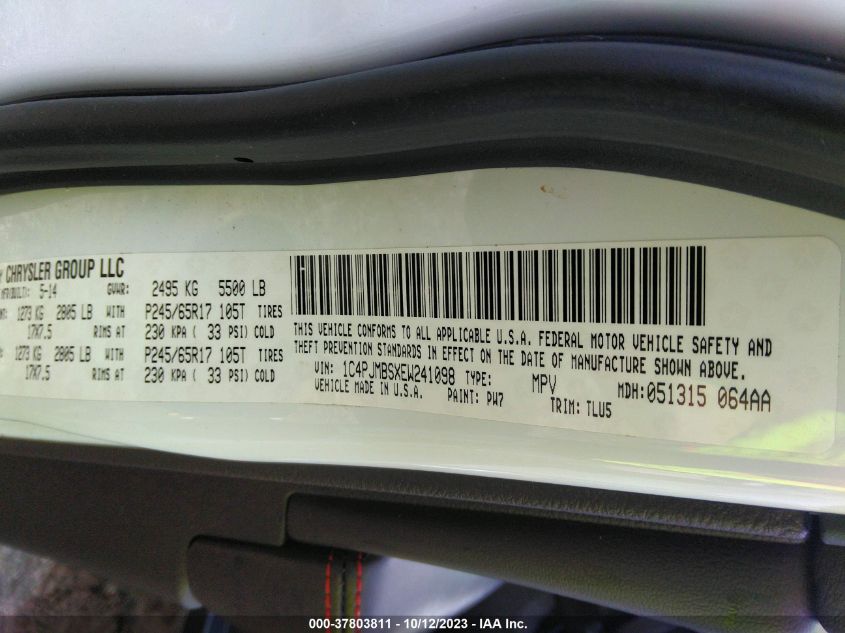 CHRYSLER GROUP LLC
5-14 GVWR: 2495 KG 5500 LB
1273 KG 2805 LB WITH P245/65R17 105T TIRES
17X7.5 RIMS AT 230 KPA ( 33 PSI) COLD
1273 KG 2805 LB WITH P245/65R17 105T TIRES
17X7.5 RIMS AT 230 KPA ( 33 PSI) COLD
THIS VEHICLE CONFORMS TO ALL APPLICABLE U.S.A. FEDERAL MOTOR VEHICLE SAFETY AND
THEFT PREVENTION STANDARDS IN EFFECT ON THE DATE OF MANUFACTURE SHOWN ABOVE.
VIN: 1C4PJMBSXEW241098 TYPE: MPV MDH:051315 064AA
VEHICLE MADE IN U.S.A. PAINT: PW7 TRIM: TLU5
000-37803811 - 10/12/2023 - IAA Inc.